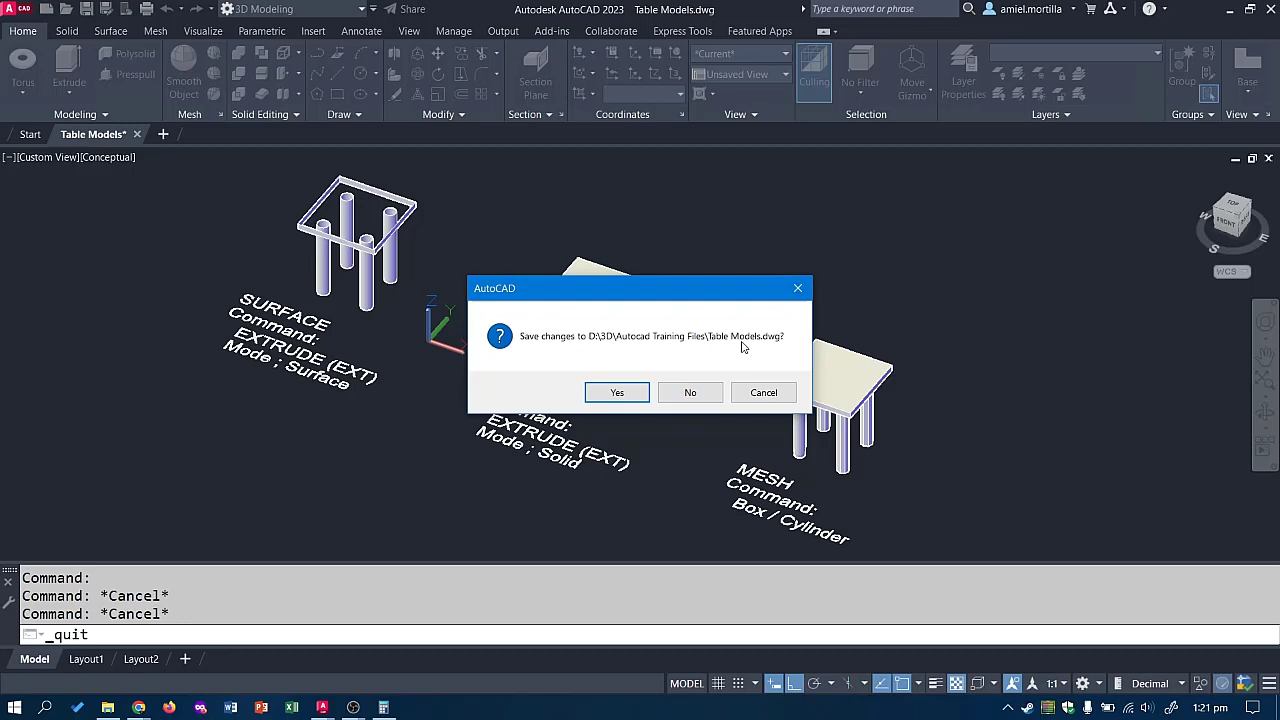 CAD
3D Modeling
Share
Autodesk AutoCAD 2023 Table Models.dwg
Type a keyword or phrase
amiel.mortilla
Home Solid Surface Mesh Visualize Parametric Insert Annotate View Manage Output Add-ins Collaborate Express Tools Featured Apps
Torus
Extrude
Polysolid
Presspull
Smooth Object
Section Plane
*Current*
Unsaved View
Culling
No Filter
Move Gizmo
Layer Properties
Group
Base
Modeling Mesh Solid Editing Draw Modify Section Coordinates View Selection Layers Groups View
Start Table Models*
[−][Custom View][Conceptual]
TOP
FRONT
W
S
E
WCS
Z
Y
SURFACE
Command:
EXTRUDE (EXT)
Mode ; Surface
AutoCAD
Save changes to D:\3D\Autocad Training Files\Table Models.dwg?
Yes No Cancel
EXTRUDE (EXT)
Mode ; Solid
MESH
Command:
Box / Cylinder
Command:
Command: *Cancel*
Command: *Cancel*
_quit
Model Layout1 Layout2
MODEL 1:1 Decimal
1:21 pm